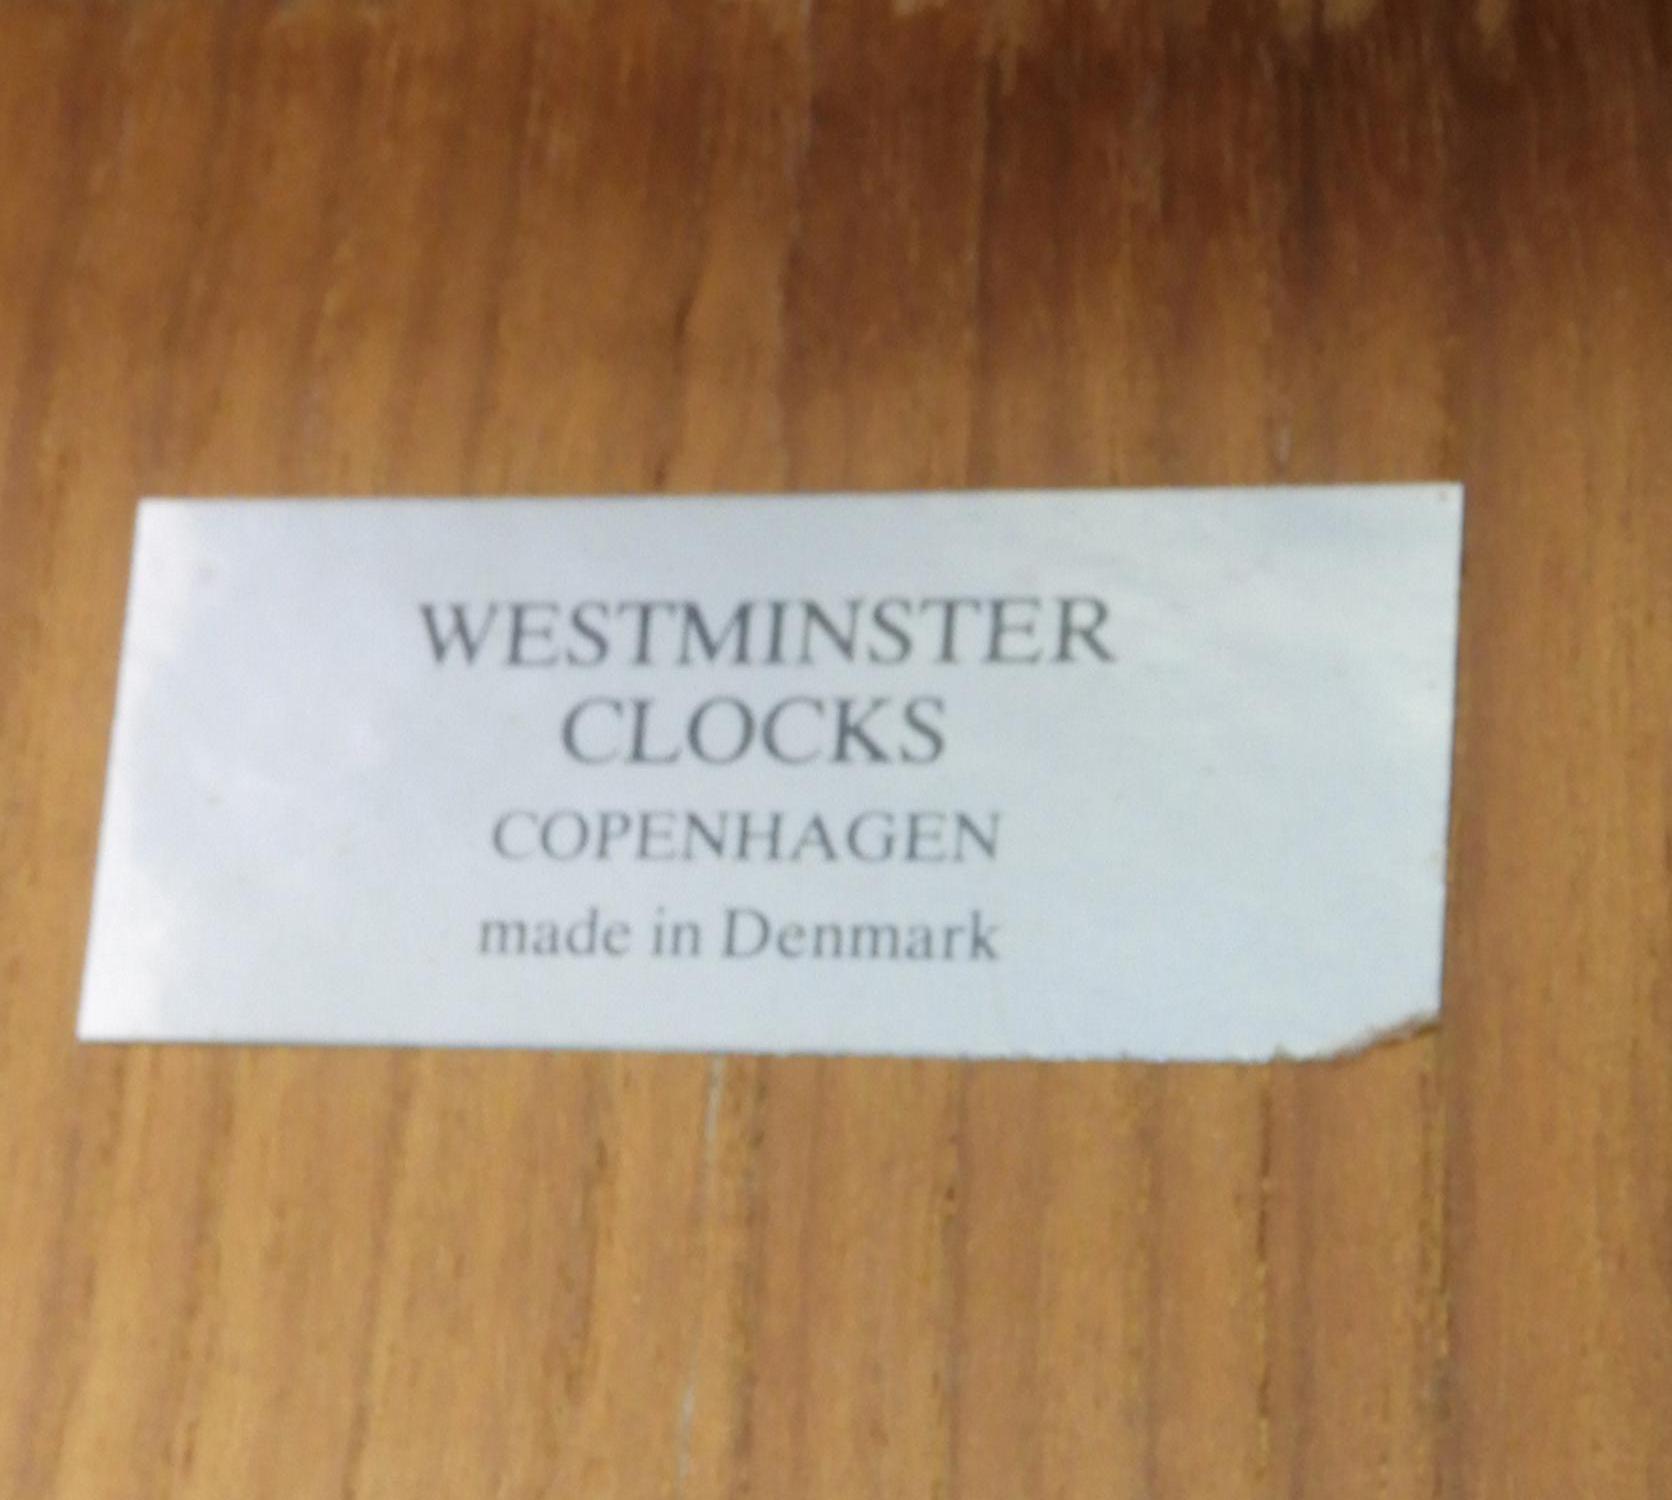 WESTMINSTER
CLOCKS
COPENHAGEN
made in Denmark